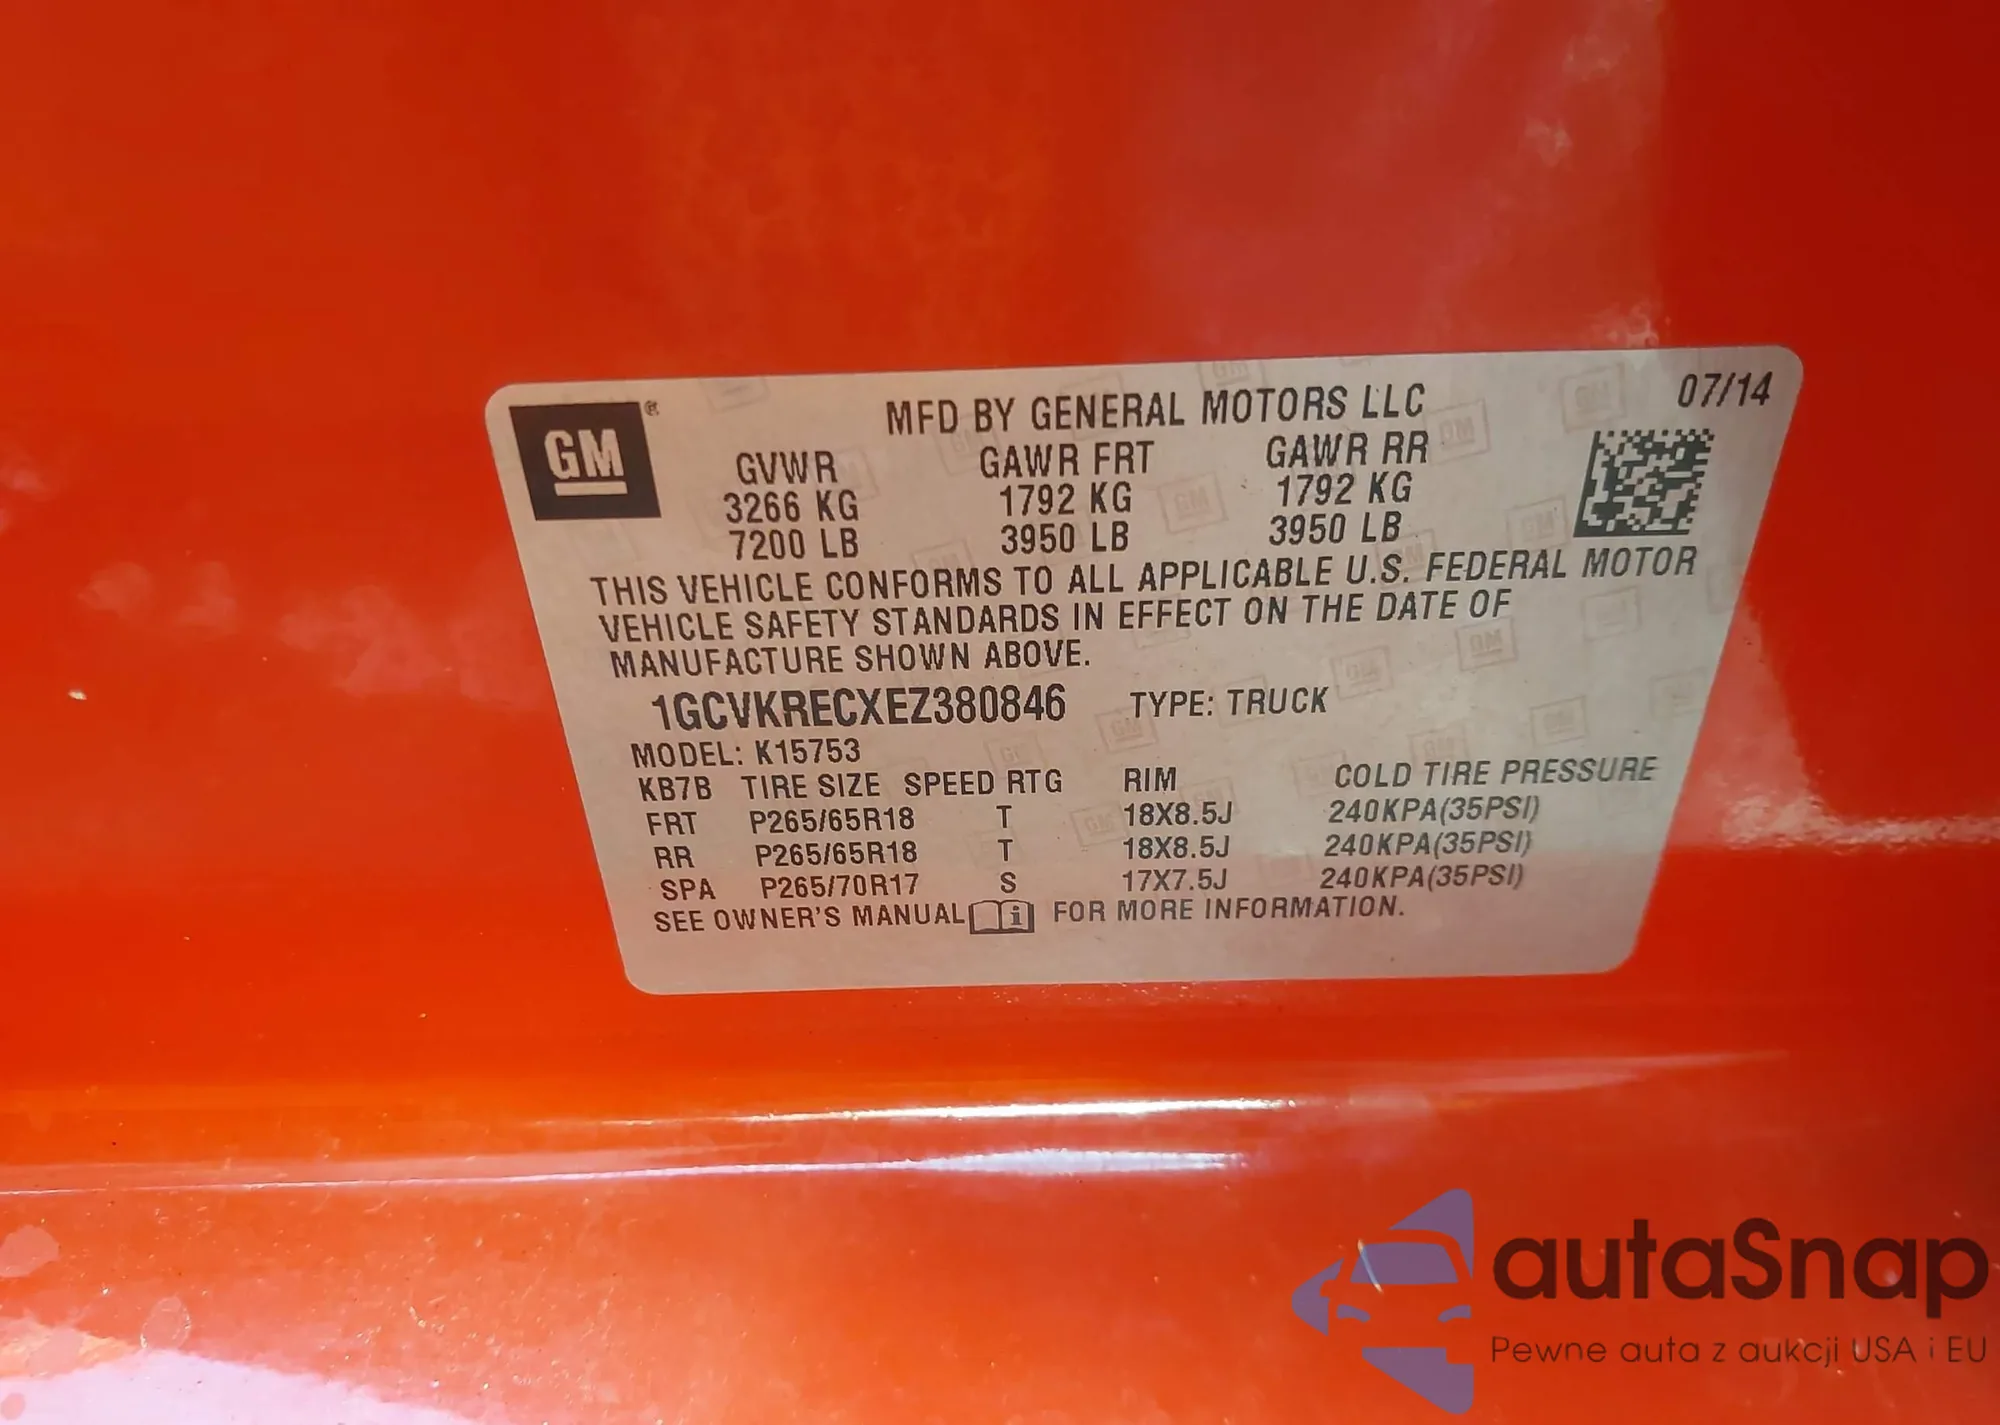 GM ®
MFD BY GENERAL MOTORS LLC 07/14
GVWR GAWR FRT GAWR RR
3266 KG 1792 KG 1792 KG
7200 LB 3950 LB 3950 LB
THIS VEHICLE CONFORMS TO ALL APPLICABLE U.S. FEDERAL MOTOR
VEHICLE SAFETY STANDARDS IN EFFECT ON THE DATE OF
MANUFACTURE SHOWN ABOVE.
1GCVKRECXEZ380846 TYPE: TRUCK
MODEL: K15753
KB7B TIRE SIZE SPEED RTG RIM COLD TIRE PRESSURE
FRT P265/65R18 T 18X8.5J 240KPA(35PSI)
RR P265/65R18 T 18X8.5J 240KPA(35PSI)
SPA P265/70R17 S 17X7.5J 240KPA(35PSI)
SEE OWNER'S MANUAL i FOR MORE INFORMATION.
autaSnap
Pewne auta z aukcji USA i EU